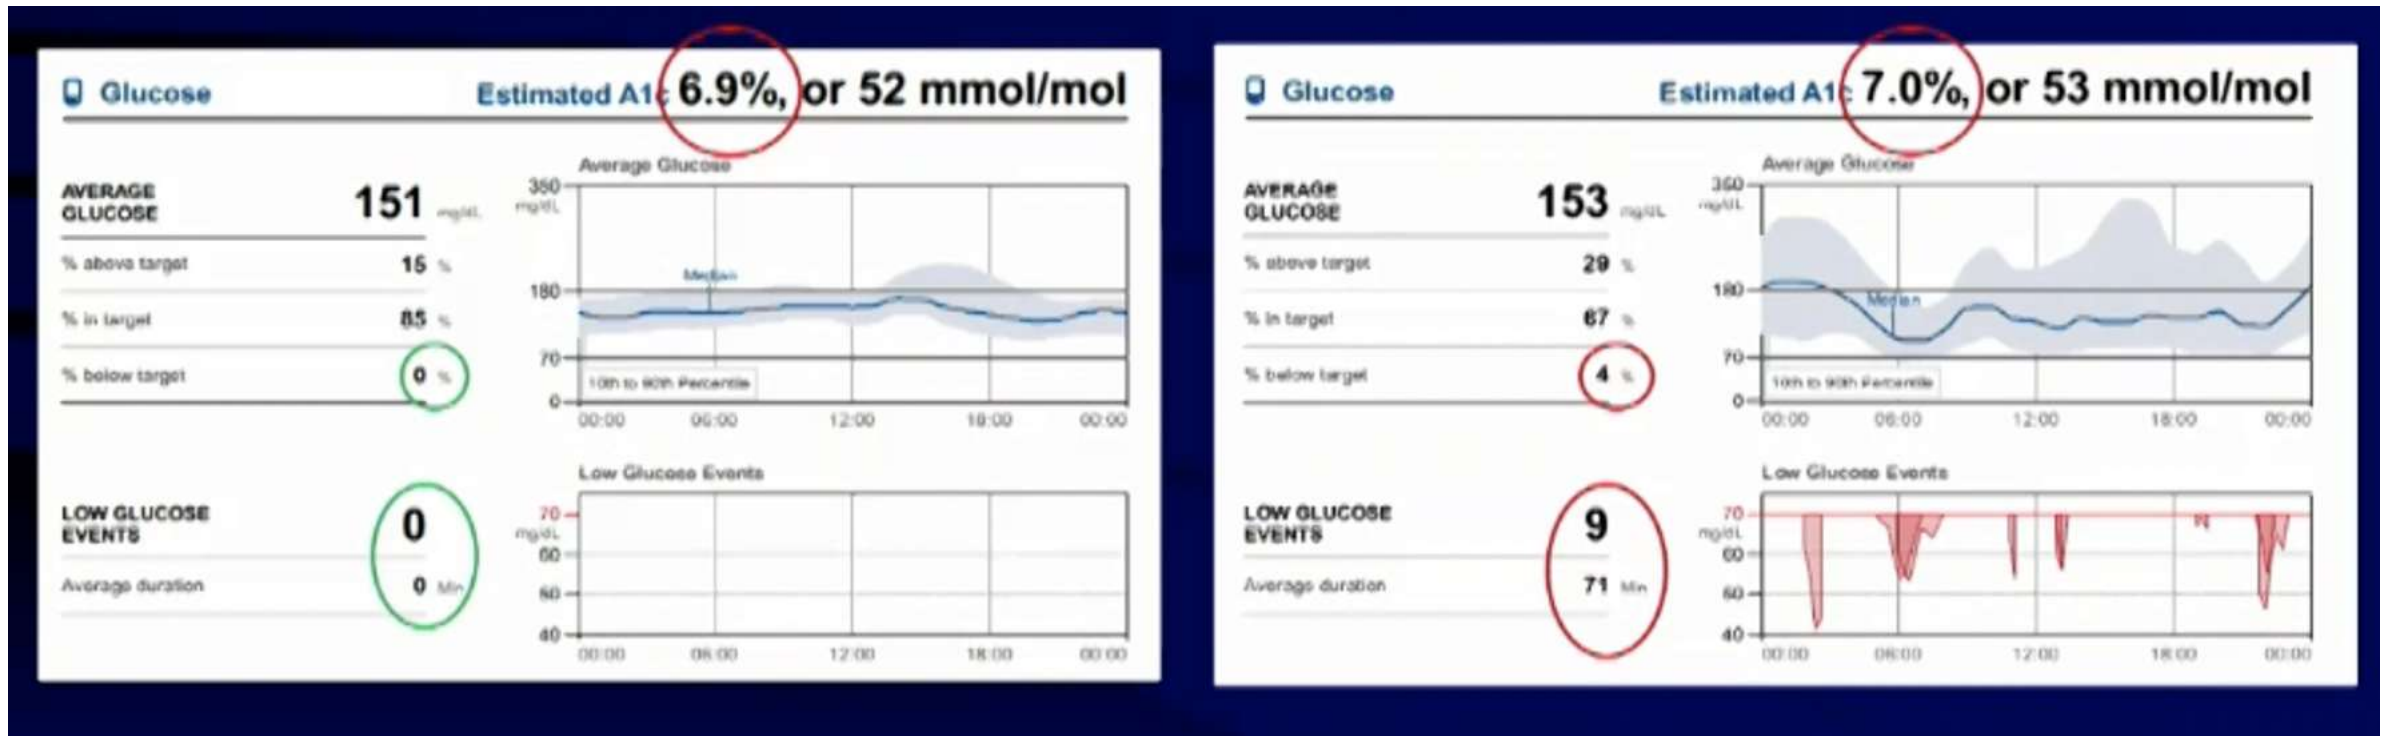 Glucose
Estimated A1c 6.9%, or 52 mmol/mol
AVERAGE
GLUCOSE
151 mg/dL
% above target 15 %
% in target 85 %
% below target 0 %
LOW GLUCOSE
EVENTS
0
Average duration 0 Min
Average Glucose
350
mg/dL
Median
180
70
10th to 90th Percentile
0
00:00 06:00 12:00 18:00 00:00
Low Glucose Events
70
mg/dL
60
40
00:00 06:00 12:00 18:00 00:00
Glucose
Estimated A1c 7.0%, or 53 mmol/mol
AVERAGE
GLUCOSE
153 mg/dL
% above target 29 %
% in target 67 %
% below target 4 %
LOW GLUCOSE
EVENTS
9
Average duration 71 Min
Average Glucose
350
mg/dL
180
Median
70
10th to 90th Percentile
0
00:00 06:00 12:00 18:00 00:00
Low Glucose Events
70
mg/dL
60
40
00:00 06:00 12:00 18:00 00:00